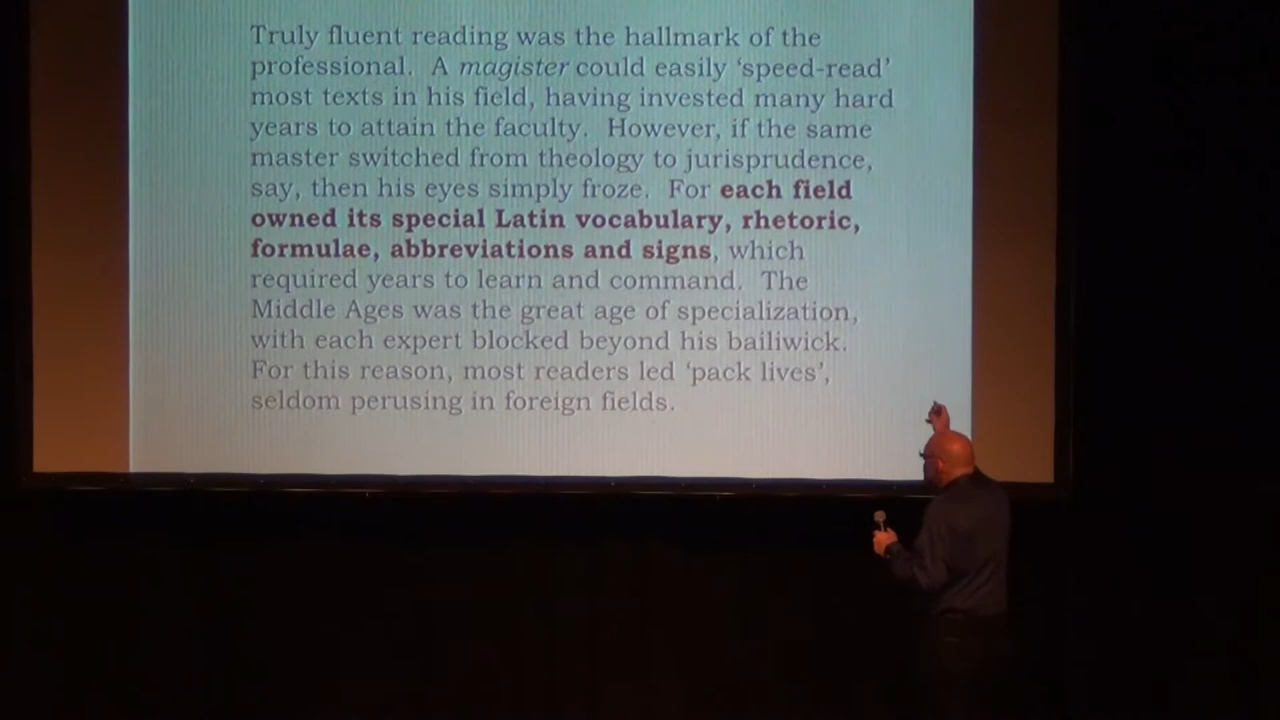 Truly fluent reading was the hallmark of the
professional. A magister could easily ‘speed-read’
most texts in his field, having invested many hard
years to attain the faculty. However, if the same
master switched from theology to jurisprudence,
say, then his eyes simply froze. For each field
owned its special Latin vocabulary, rhetoric,
formulae, abbreviations and signs, which
required years to learn and command. The
Middle Ages was the great age of specialization,
with each expert blocked beyond his bailiwick.
For this reason, most readers led ‘pack lives’,
seldom perusing in foreign fields.